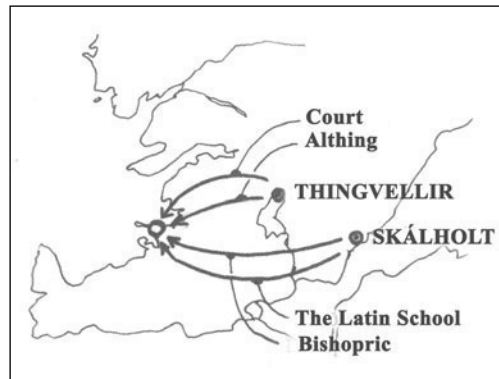 Court
Althing
THINGVELLIR
SKÁLHOLT
The Latin School
Bishopric